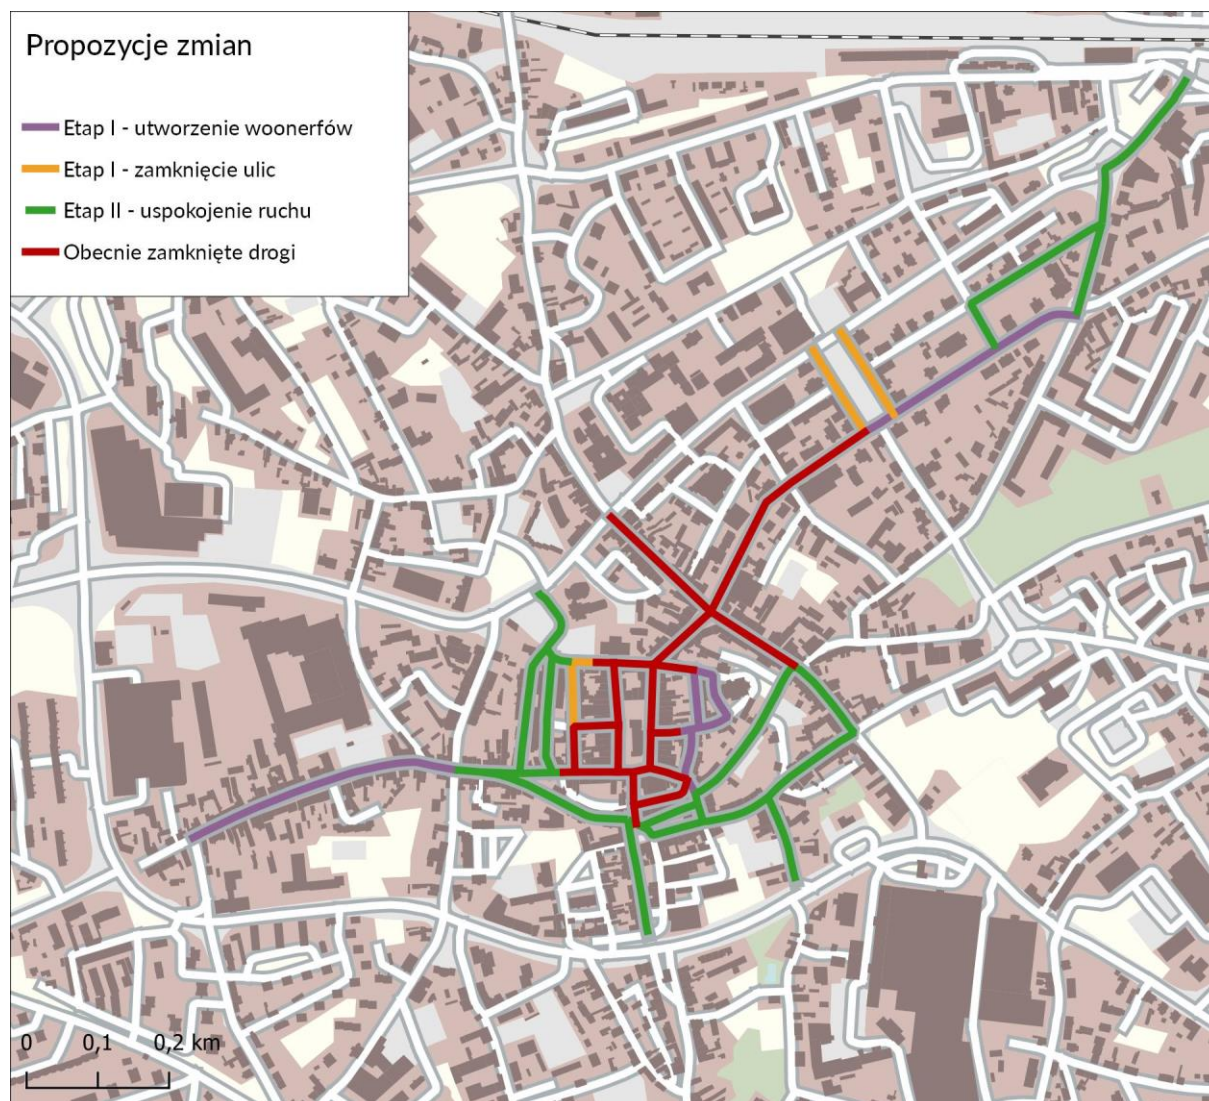 Propozycje zmian
Etap I - utworzenie woonerfów
Etap I - zamknięcie ulic
Etap II - uspokojenie ruchu
Obecnie zamknięte drogi
0 0,1 0,2 km